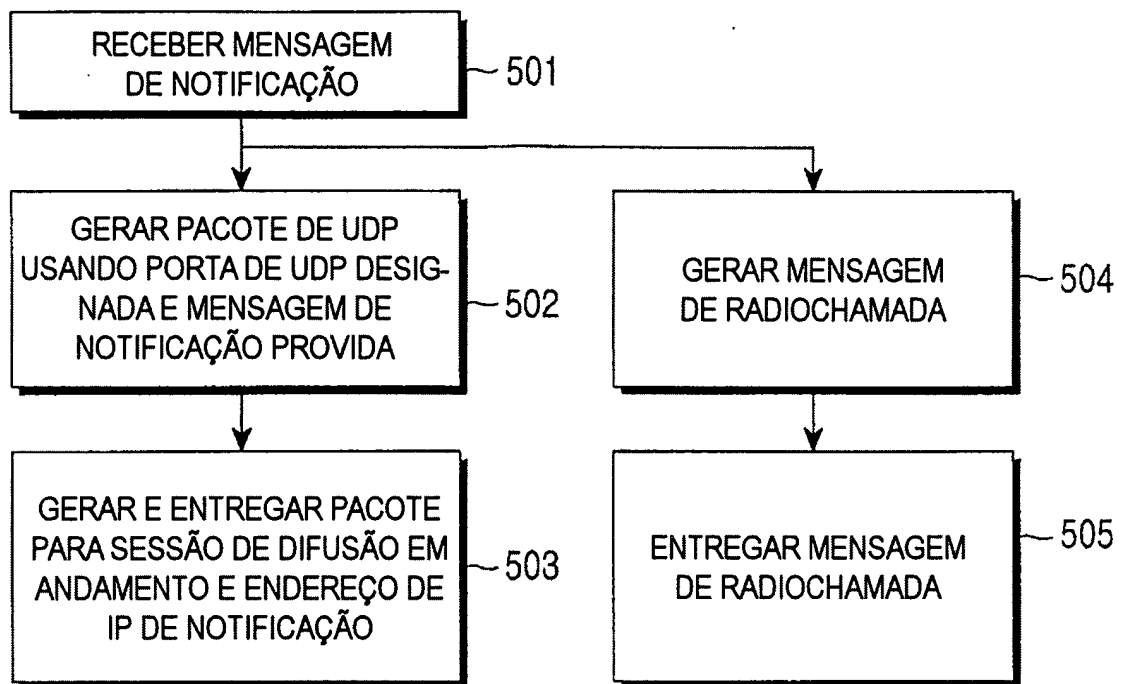 RECEBER MENSAGEM
DE NOTIFICAÇÃO
501
GERAR PACOTE DE UDP
USANDO PORTA DE UDP DESIG-
NADA E MENSAGEM DE
NOTIFICAÇÃO PROVIDA
502
GERAR MENSAGEM
DE RADIOCHAMADA
504
GERAR E ENTREGAR PACOTE
PARA SESSÃO DE DIFUSÃO EM
ANDAMENTO E ENDEREÇO DE
IP DE NOTIFICAÇÃO
503
ENTREGAR MENSAGEM
DE RADIOCHAMADA
505